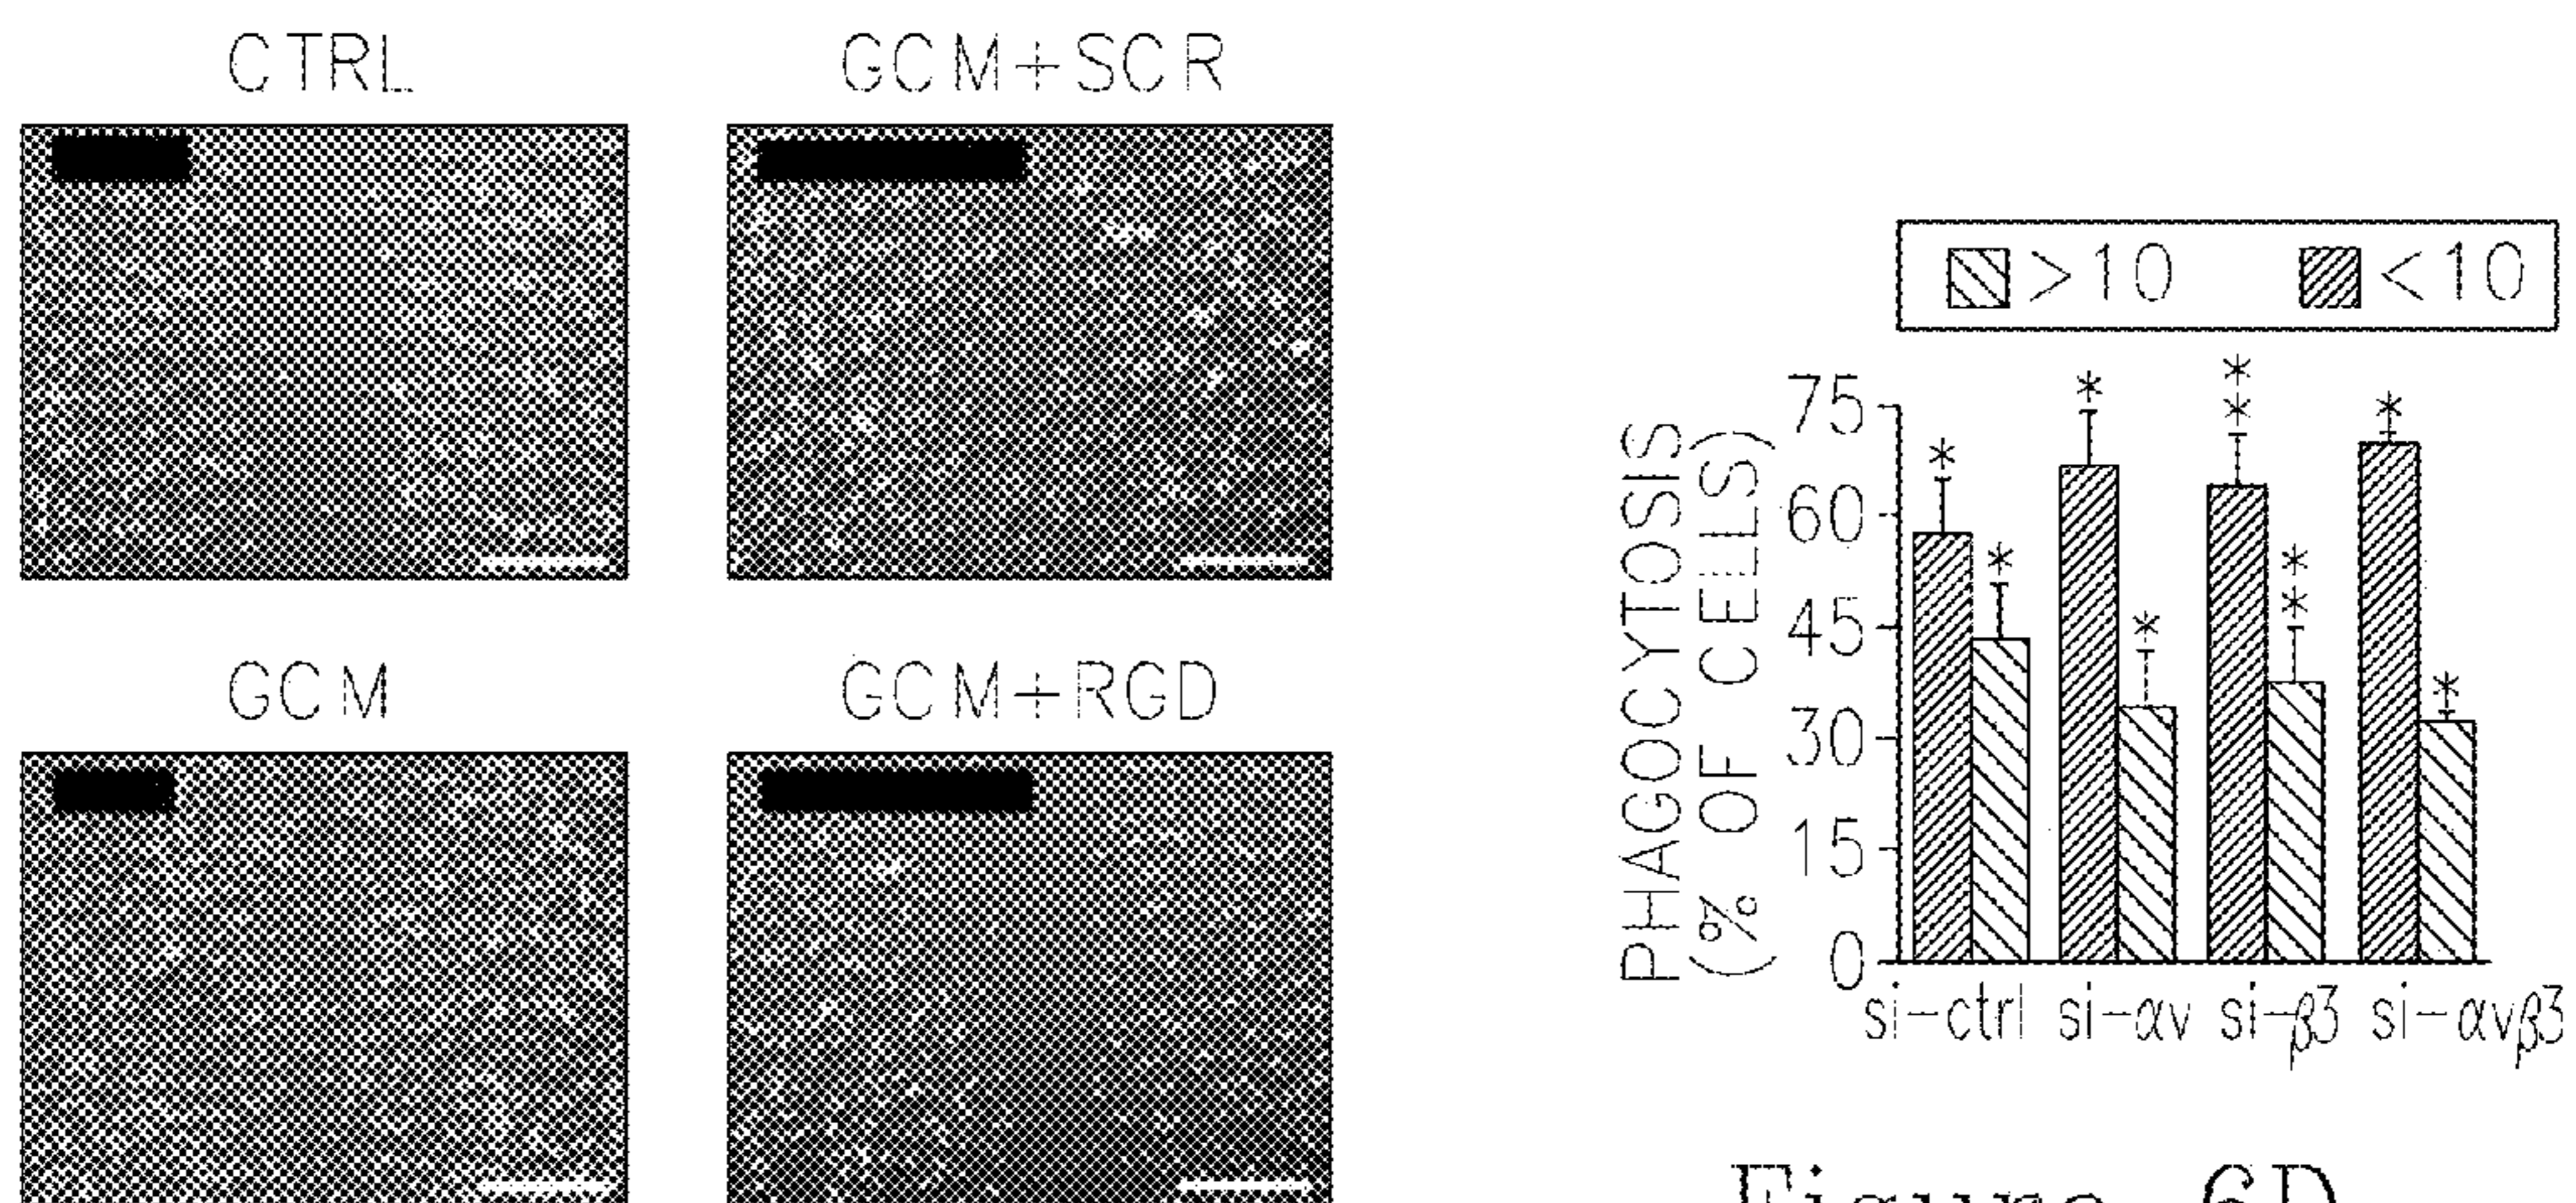 CTRL
GCM+SCR
GCM
GCM+RGD
>10 <10
PHAGOCYTOSIS
(% OF CELLS)
75
60
45
30
15
0
* * * * * * * * * *
si-ctrl si-αv si-β3 si-αvβ3
Figure 6D